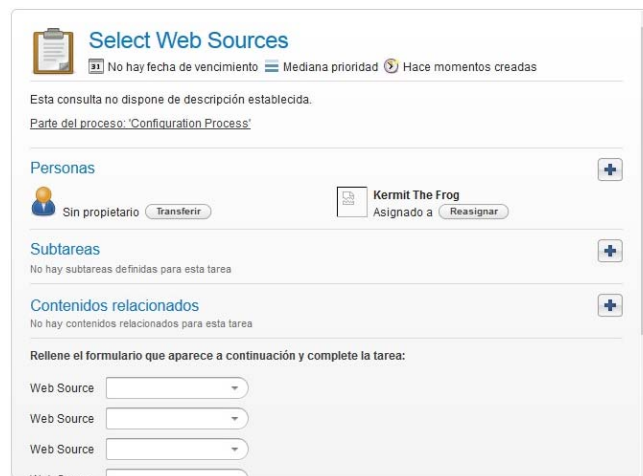 Select Web Sources
31 No hay fecha de vencimiento Mediana prioridad Hace momentos creadas
Esta consulta no dispone de descripción establecida.
Parte del proceso: 'Configuration Process'
Personas
Sin propietario Transferir
Kermit The Frog
Asignado a Reasignar
Subtareas
No hay subtareas definidas para esta tarea
Contenidos relacionados
No hay contenidos relacionados para esta tarea
Rellene el formulario que aparece a continuación y complete la tarea:
Web Source
Web Source
Web Source
Web Source